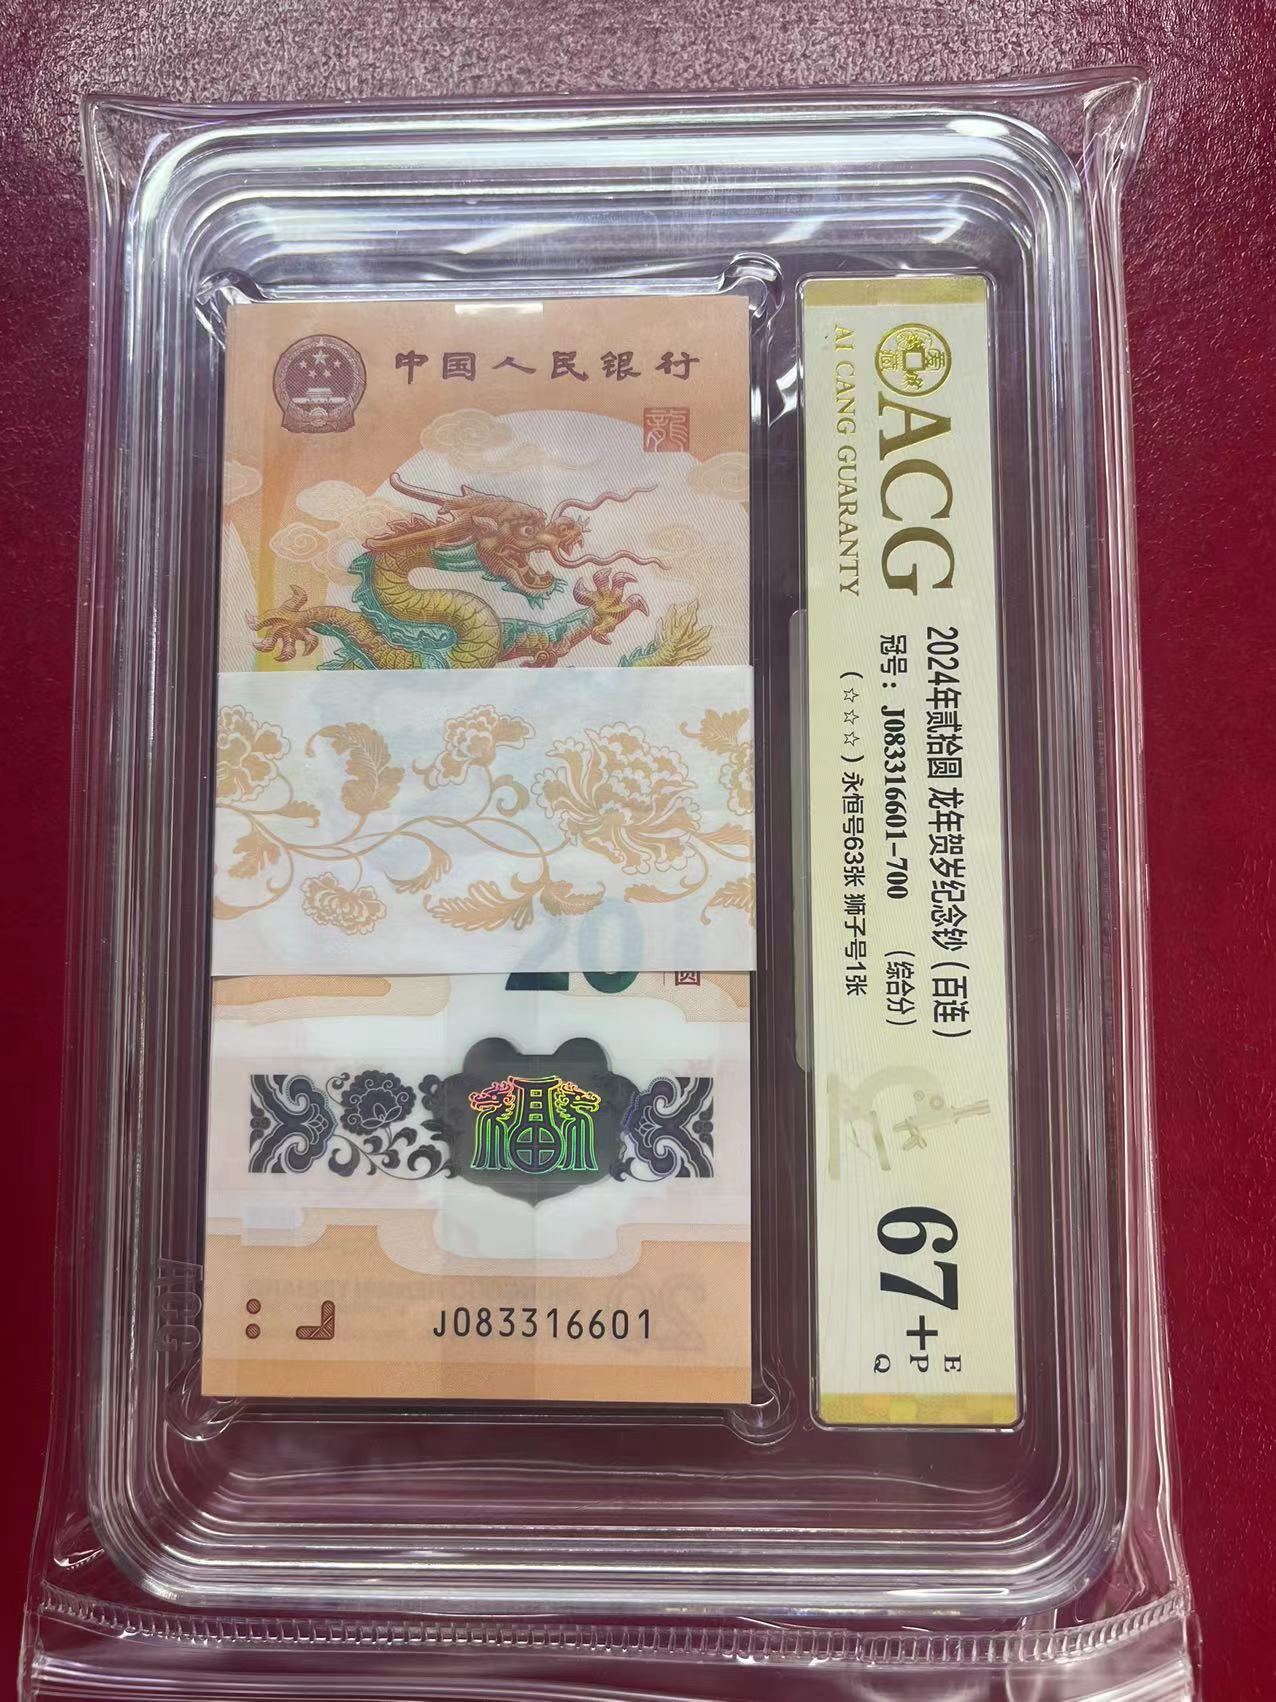 中国人民银行
龍
20
圆
J083316601
ACG
ACG
AI CANG GUARANTY
2024年贰拾圆 龙年贺岁纪念钞（百连）
冠号：J083316601-700 （综合分）
（☆☆☆）永恒号63张 狮子号1张
67+
E
P
Q